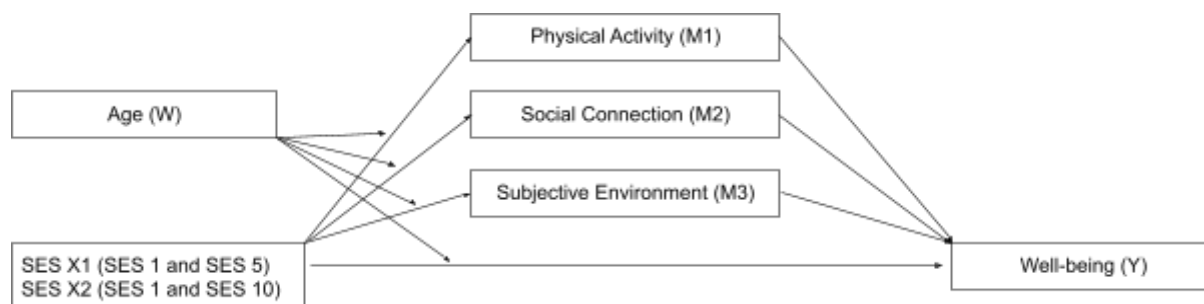 Physical Activity (M1)
Age (W)
Social Connection (M2)
Subjective Environment (M3)
SES X1 (SES 1 and SES 5)
SES X2 (SES 1 and SES 10)
Well-being (Y)